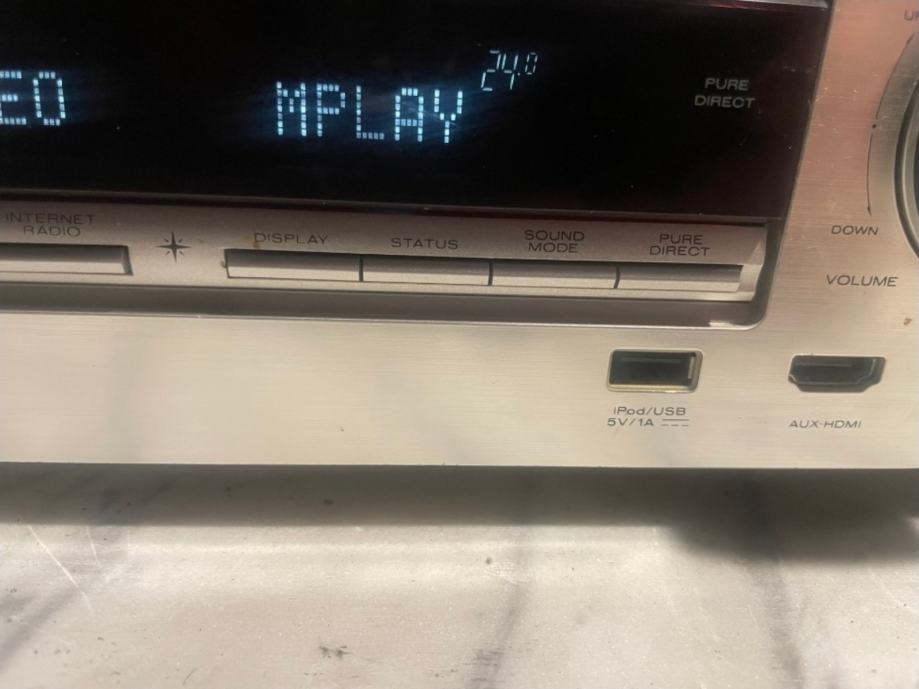 EO
MPLAY 24.0
PURE
DIRECT
INTERNET
RADIO
DISPLAY
STATUS
SOUND
MODE
PURE
DIRECT
DOWN
VOLUME
iPod/USB
5V/1A
AUX-HDMI